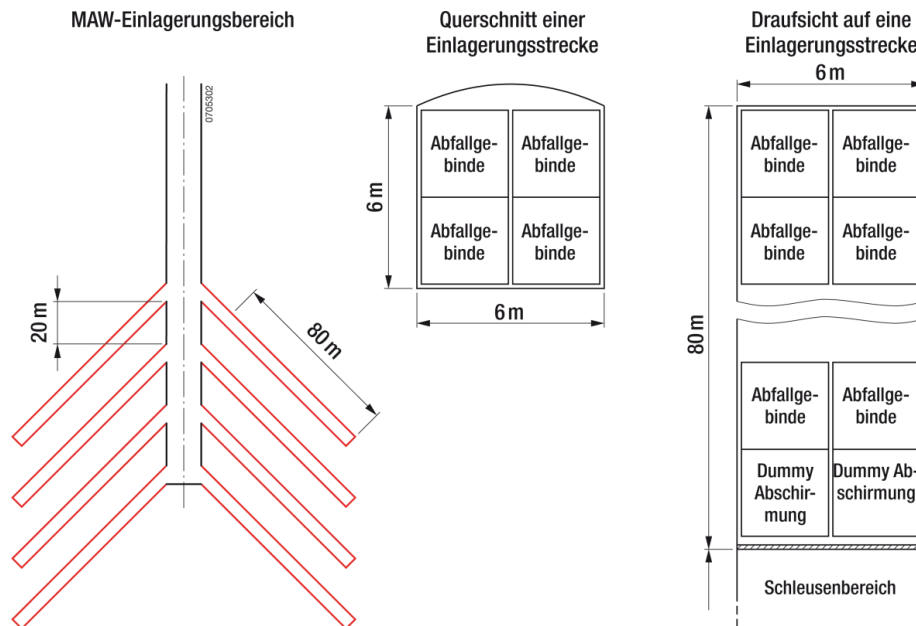 MAW-Einlagerungsbereich
0705302
20 m
80 m
Querschnitt einer
Einlagerungsstrecke
Abfallge-
binde
Abfallge-
binde
Abfallge-
binde
Abfallge-
binde
6 m
6 m
Draufsicht auf eine
Einlagerungsstrecke
6 m
Abfallge-
binde
Abfallge-
binde
Abfallge-
binde
Abfallge-
binde
80 m
Abfallge-
binde
Abfallge-
binde
Dummy
Abschir-
mung
Dummy Ab-
schirmung
Schleusenbereich